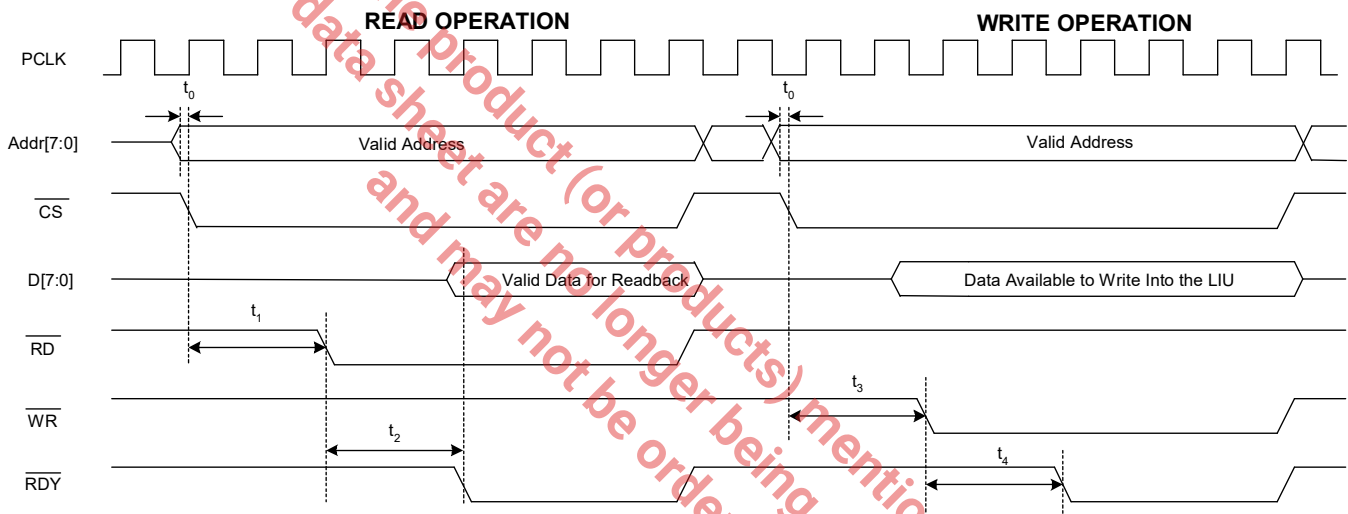 READ OPERATION
WRITE OPERATION
PCLK
t0
t0
Addr[7:0]
Valid Address
Valid Address
CS
D[7:0]
Valid Data for Readback
Data Available to Write Into the LIU
t1
RD
t3
WR
t2
t4
RDY
product (or products) mention
data sheet are no longer being
and may not be orde